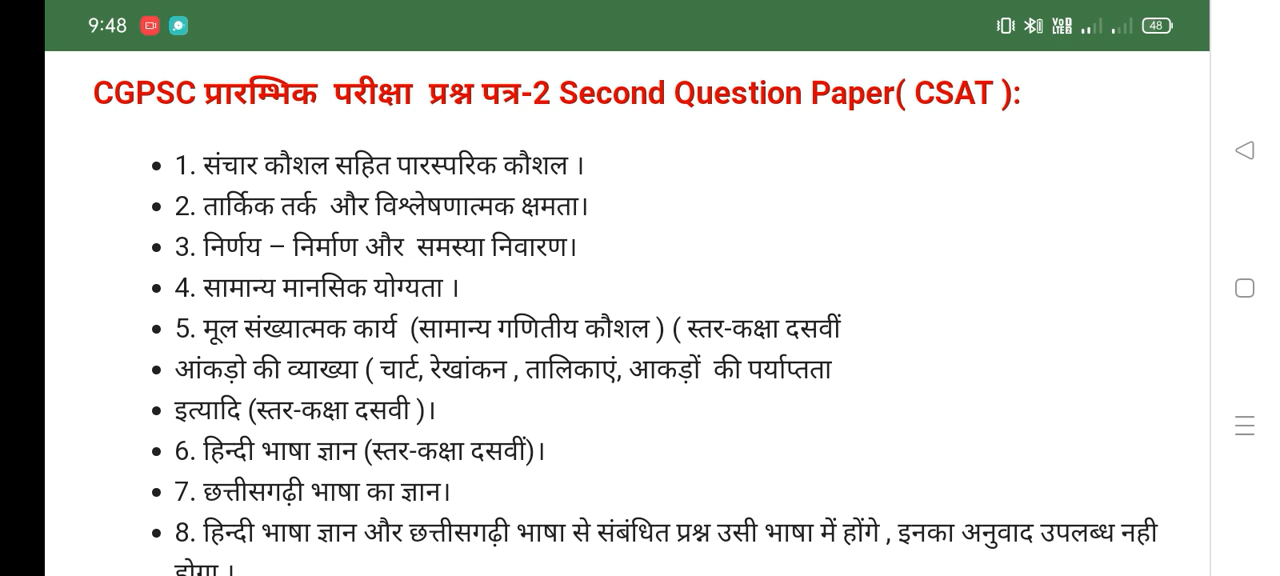 9:48
VoD LTE2 48
CGPSC प्रारम्भिक परीक्षा प्रश्न पत्र-2 Second Question Paper( CSAT ):
• 1. संचार कौशल सहित पारस्परिक कौशल ।
• 2. तार्किक तर्क और विश्लेषणात्मक क्षमता।
• 3. निर्णय – निर्माण और समस्या निवारण।
• 4. सामान्य मानसिक योग्यता ।
• 5. मूल संख्यात्मक कार्य (सामान्य गणितीय कौशल ) ( स्तर-कक्षा दसवीं
• आंकड़ो की व्याख्या ( चार्ट, रेखांकन , तालिकाएं, आकड़ों की पर्याप्तता
• इत्यादि (स्तर-कक्षा दसवी )।
• 6. हिन्दी भाषा ज्ञान (स्तर-कक्षा दसवीं)।
• 7. छत्तीसगढ़ी भाषा का ज्ञान।
• 8. हिन्दी भाषा ज्ञान और छत्तीसगढ़ी भाषा से संबंधित प्रश्न उसी भाषा में होंगे , इनका अनुवाद उपलब्ध नही
होगा ।